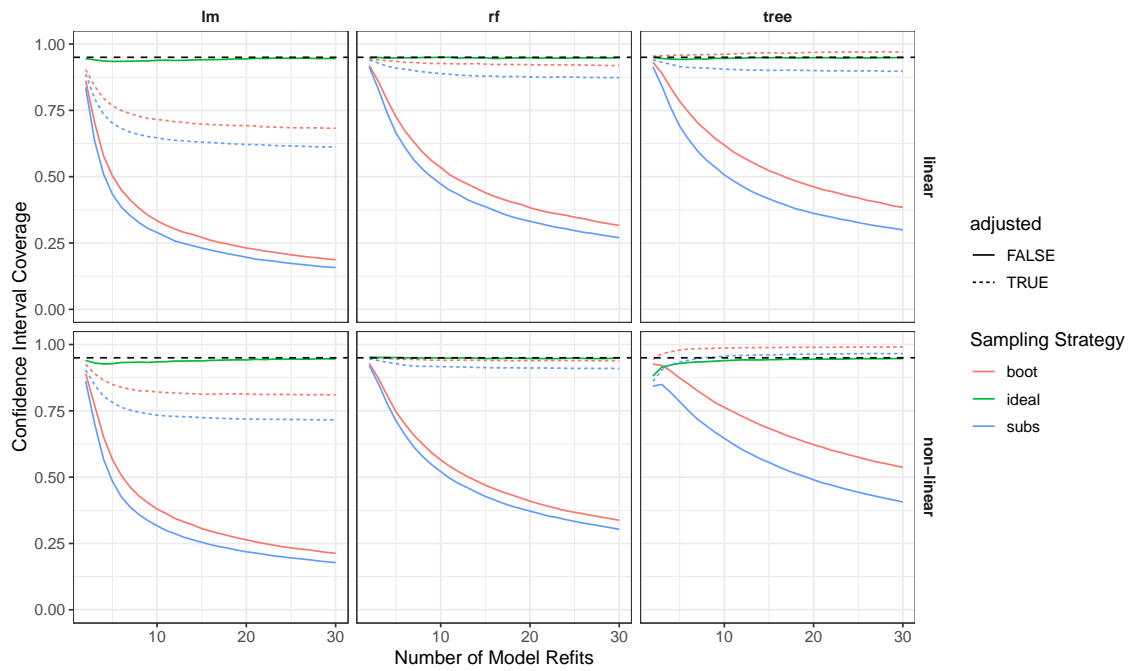 lm rf tree
1.00
0.75
0.50
0.25
0.00
linear
1.00
0.75
0.50
0.25
0.00
non−linear
10 20 30 10 20 30 10 20 30
Number of Model Refits
Confidence Interval Coverage
adjusted
FALSE
TRUE
Sampling Strategy
boot
ideal
subs